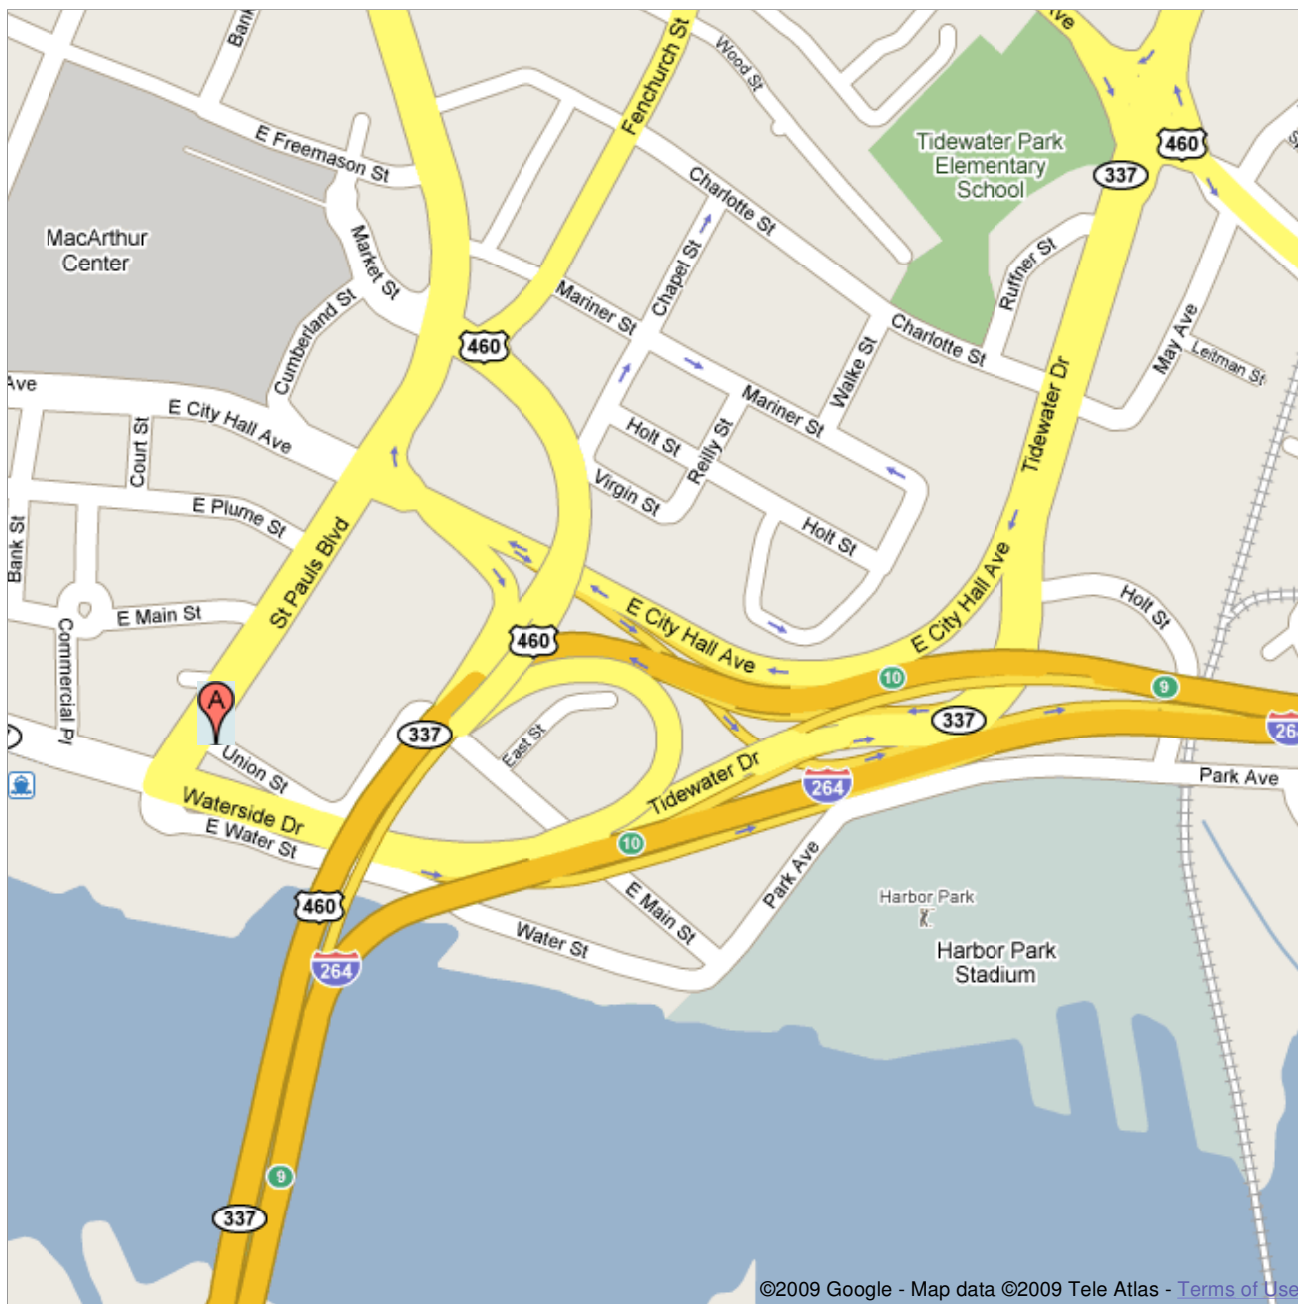 Bank
Fenchurch St
Wood St
ve
E Freemason St
Tidewater Park
Elementary
School
460
337
Charlotte St
MacArthur
Center
Market St
Chapel St
Ruffner St
Mariner St
Cumberland St
460
Charlotte St
May Ave
Leitman St
Walke St
Ave
E City Hall Ave
Court St
Mariner St
Tidewater Dr
Holt St
Reilly St
Virgin St
E Plume St
Bank St
St Pauls Blvd
Holt St
E City Hall Ave
E Main St
Commercial Pl
Holt St
E City Hall Ave
460
10
9
A
337
337
264
East St
Union St
Tidewater Dr
264
Park Ave
Waterside Dr
E Water St
10
Park Ave
E Main St
Harbor Park
460
Water St
Harbor Park
Stadium
264
9
337
©2009 Google - Map data ©2009 Tele Atlas - Terms of Use